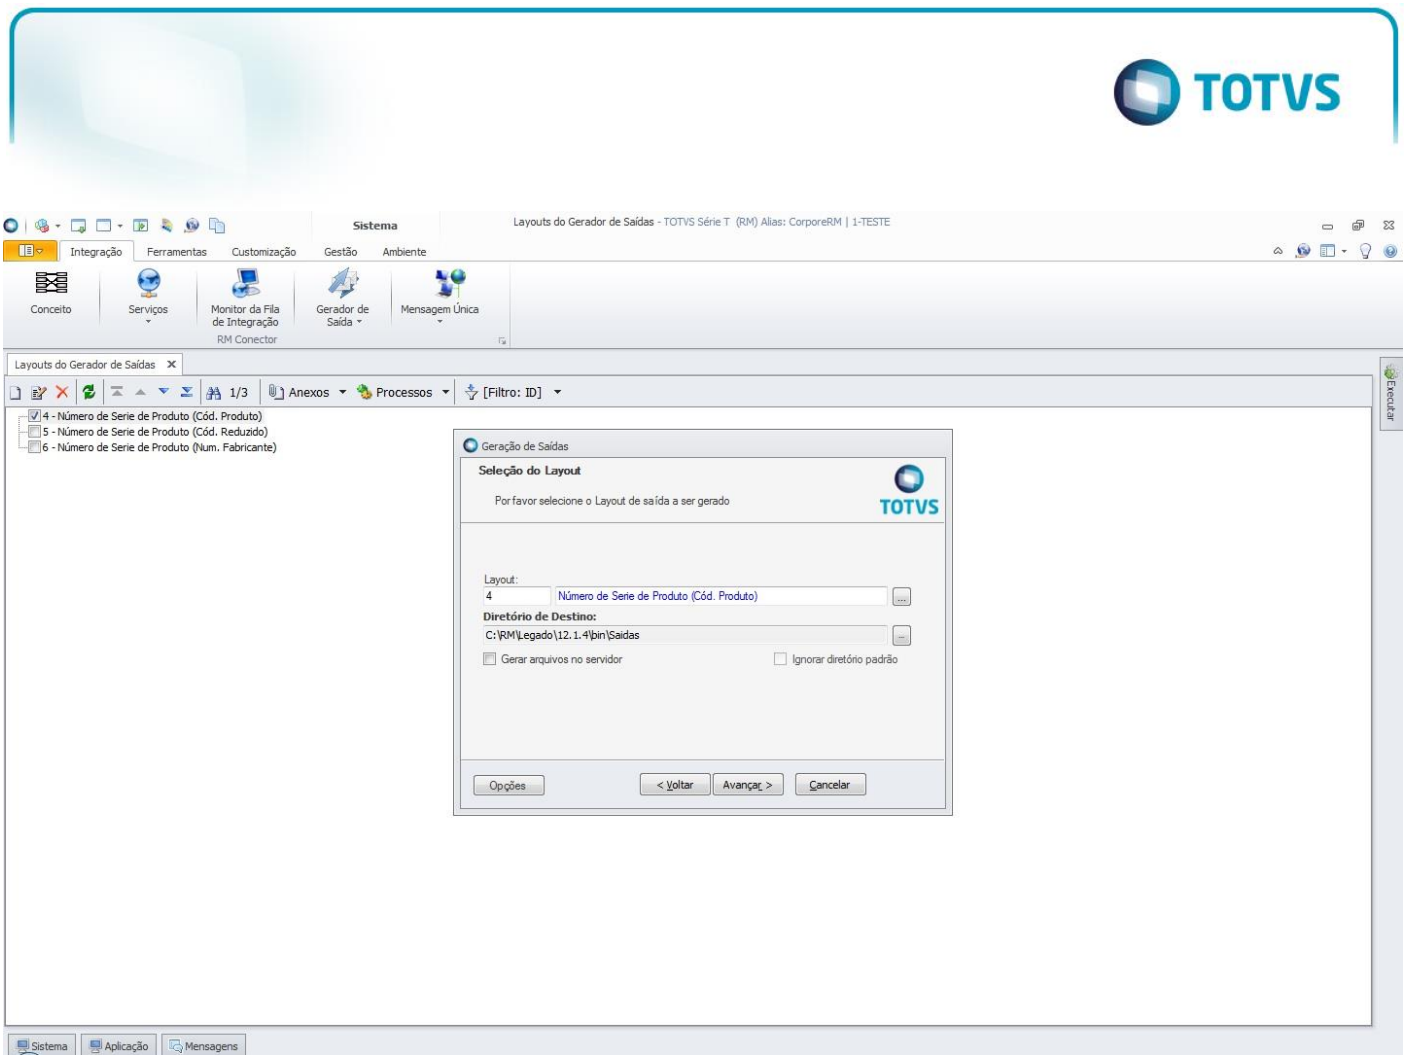 TOTVS
Sistema
Layouts do Gerador de Saídas - TOTVS Série T (RM) Alias: CorporeRM | 1-TESTE
Integração Ferramentas Customização Gestão Ambiente
Conceito
Serviços
Monitor da Fila
de Integração
Gerador de
Saída
Mensagem Única
RM Conector
Layouts do Gerador de Saídas X
1/3 Anexos Processos [Filtro: ID]
Executar
4 - Número de Serie de Produto (Cód. Produto)
5 - Número de Serie de Produto (Cód. Reduzido)
6 - Número de Serie de Produto (Num. Fabricante)
Geração de Saídas
Seleção do Layout
Por favor selecione o Layout de saída a ser gerado
TOTVS
Layout:
4 Número de Serie de Produto (Cód. Produto) ...
Diretório de Destino:
C:\RM\Legado\12.1.4\bin\Saidas ...
Gerar arquivos no servidor Ignorar diretório padrão
Opções < Voltar Avançar > Cancelar
Sistema Aplicação Mensagens